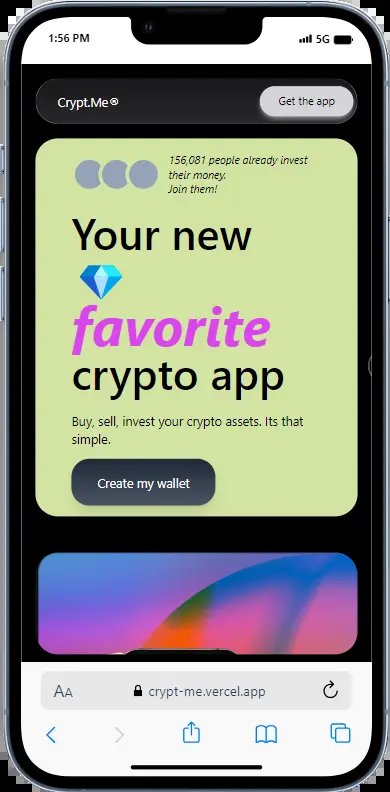 1:56 PM
5G
Crypt.Me®
Get the app
156,081 people already invest
their money.
Join them!
Your new
💎
favorite
crypto app
Buy, sell, invest your crypto assets. Its that
simple.
Create my wallet
AA
crypt-me.vercel.app